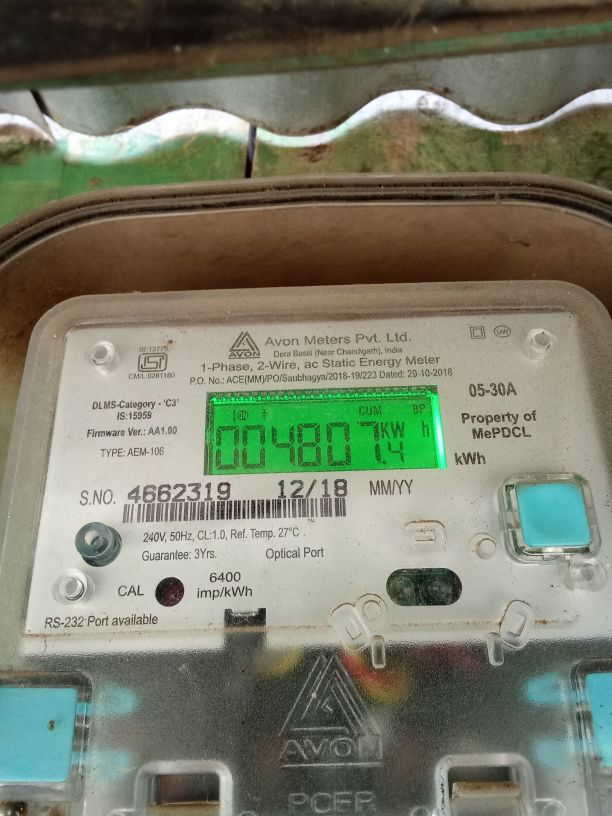 IS:13779
ISI
CM/L:0281180
AVON
Avon Meters Pvt. Ltd.
Dera Bassi (Near Chandigarh), India
UW
1-Phase, 2-Wire, ac Static Energy Meter
P.O. No.: ACE(MM)/PO/Saubhagya/2018-19/223 Dated: 20-10-2018
DLMS-Category - 'C3'
IS:15959
Firmware Ver.: AA1.00
TYPE: AEM-106
CUM BP
004807.4 KW h
kWh
05-30A
Property of
MePDCL
S.NO. 4662319 12/18 MM/YY
240V, 50Hz, CL:1.0, Ref. Temp. 27°C
Guarantee: 3Yrs. Optical Port
CAL 6400
imp/kWh
RS-232 Port available
AVON